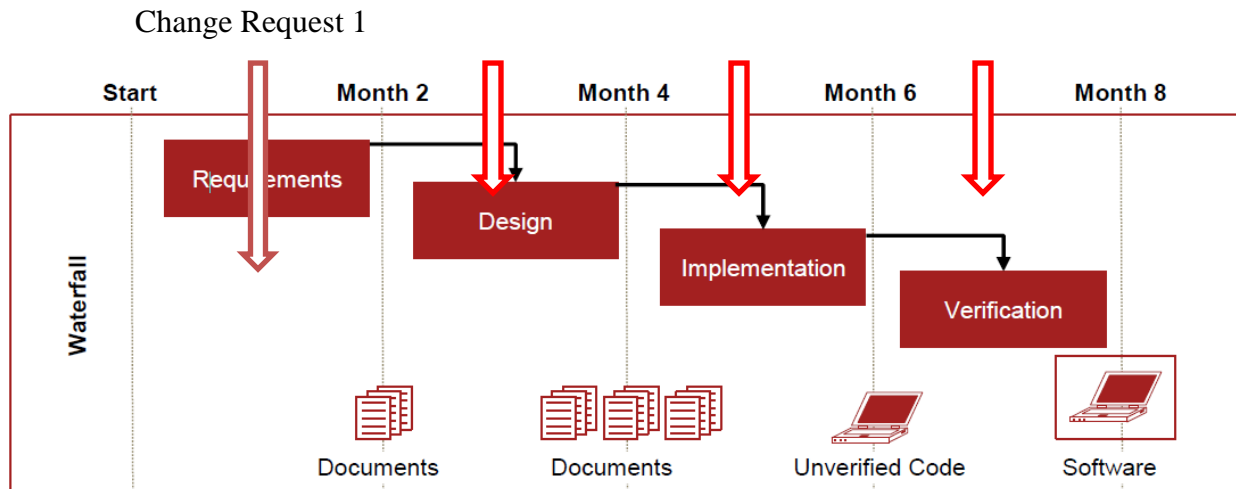 Change Request 1
Start Month 2 Month 4 Month 6 Month 8
Requirements
Design
Implementation
Verification
Waterfall
Documents Documents Unverified Code Software